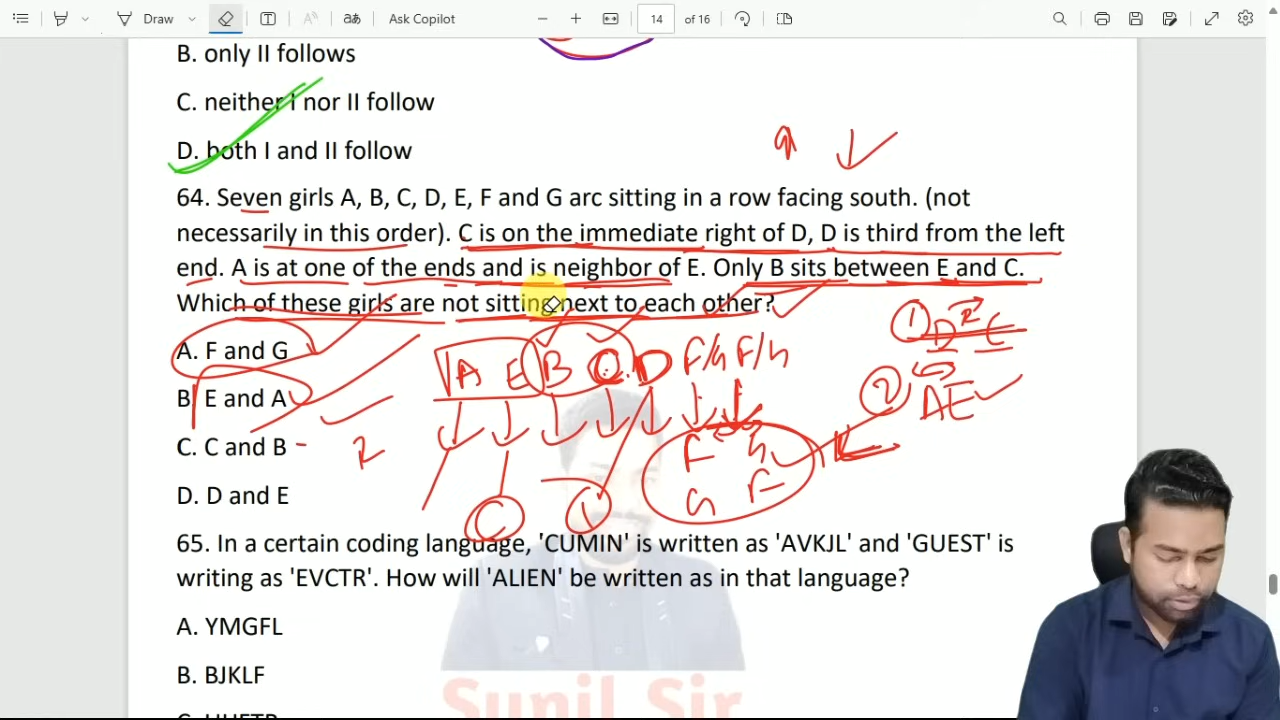 Draw
Ask Copilot
14 of 16
B. only II follows
C. neither I nor II follow
D. both I and II follow
64. Seven girls A, B, C, D, E, F and G arc sitting in a row facing south. (not
necessarily in this order). C is on the immediate right of D, D is third from the left
end. A is at one of the ends and is neighbor of E. Only B sits between E and C.
Which of these girls are not sitting next to each other?
A. F and G
B E and A
C. C and B
D. D and E
A E B C D F/G F/G
1 D C
2 AE
F G
G F
65. In a certain coding language, 'CUMIN' is written as 'AVKJL' and 'GUEST' is
writing as 'EVCTR'. How will 'ALIEN' be written as in that language?
A. YMGFL
B. BJKLF
Sunil Sir